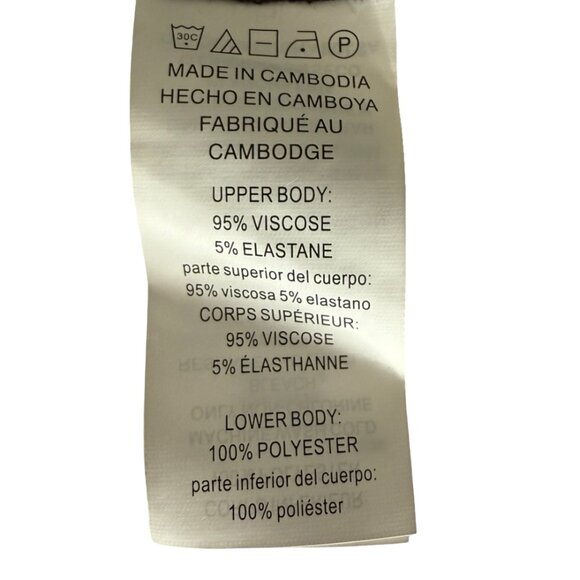 30C P
MADE IN CAMBODIA
HECHO EN CAMBOYA
FABRIQUÉ AU
CAMBODGE
UPPER BODY:
95% VISCOSE
5% ELASTANE
parte superior del cuerpo:
95% viscosa 5% elastano
CORPS SUPÉRIEUR:
95% VISCOSE
5% ÉLASTHANNE
LOWER BODY:
100% POLYESTER
parte inferior del cuerpo:
100% poliéster